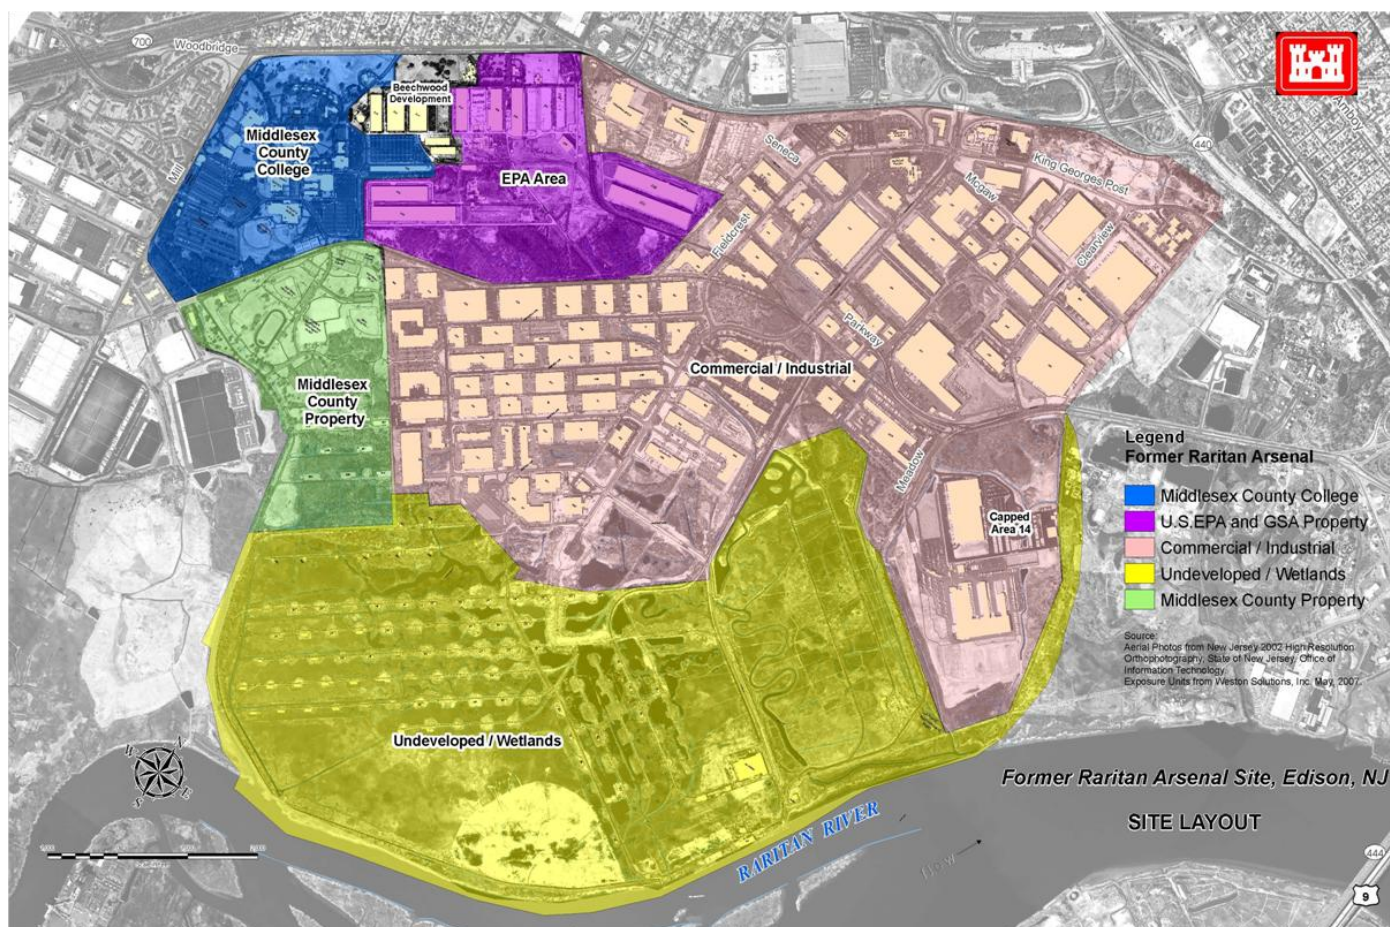 700
Woodbridge
Mill
Middlesex
County
College
Beechwood
Development
EPA Area
Seneca
Fieldcrest
Mcgaw
King Georges Post
Clearview
Amboy
440
Parkway
Middlesex
County
Property
Commercial / Industrial
Meadow
Capped
Area 14
Undeveloped / Wetlands
RARITAN RIVER
flow
Legend
Former Raritan Arsenal
Middlesex County College
U.S.EPA and GSA Property
Commercial / Industrial
Undeveloped / Wetlands
Middlesex County Property
Source:
Aerial Photos from New Jersey 2002 High Resolution
Orthophotography, State of New Jersey, Office of
Information Technology.
Exposure Units from Weston Solutions, Inc. May, 2007.
Former Raritan Arsenal Site, Edison, NJ
SITE LAYOUT
444
9
W
N
S
E